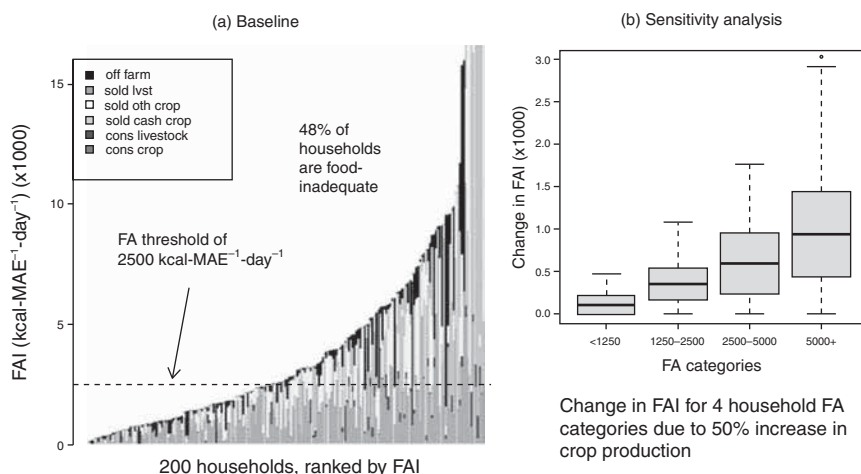 (a) Baseline
FAI (kcal-MAE⁻¹-day⁻¹) (x1000)
15
10
5
0
off farm
sold lvst
sold oth crop
sold cash crop
cons livestock
cons crop
48% of
households
are food-
inadequate
FA threshold of
2500 kcal-MAE⁻¹-day⁻¹
200 households, ranked by FAI
(b) Sensitivity analysis
Change in FAI (x1000)
3.0
2.5
2.0
1.5
1.0
0.5
0.0
<1250
1250–2500
2500–5000
5000+
FA categories
Change in FAI for 4 household FA
categories due to 50% increase in
crop production